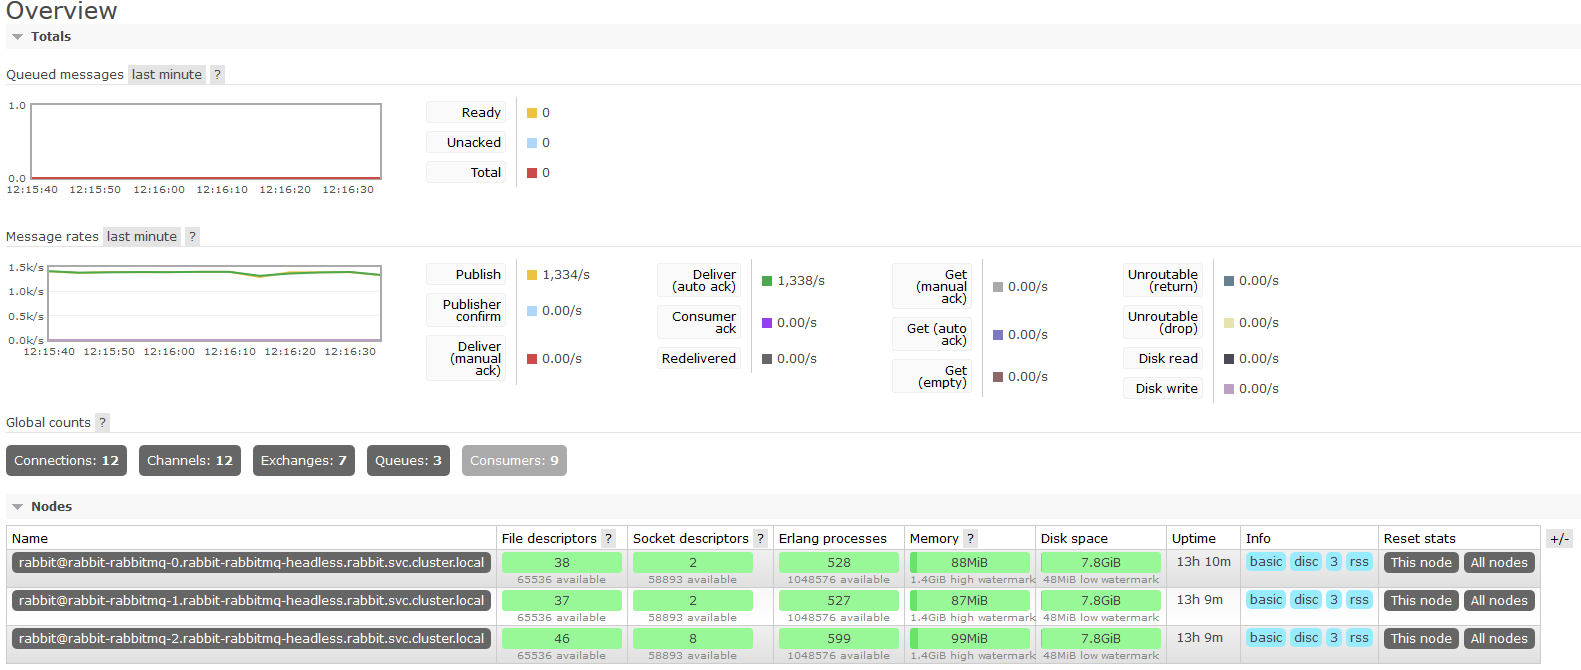 Overview
Totals
Queued messages last minute ?
1.0
0.0
12:15:40 12:15:50 12:16:00 12:16:10 12:16:20 12:16:30
Ready 0
Unacked 0
Total 0
Message rates last minute ?
1.5k/s
1.0k/s
0.5k/s
0.0k/s
12:15:40 12:15:50 12:16:00 12:16:10 12:16:20 12:16:30
Publish 1,334/s
Publisher
confirm 0.00/s
Deliver
(manual
ack) 0.00/s
Deliver
(auto ack) 1,338/s
Consumer
ack 0.00/s
Redelivered 0.00/s
Get
(manual
ack) 0.00/s
Get (auto
ack) 0.00/s
Get
(empty) 0.00/s
Unroutable
(return) 0.00/s
Unroutable
(drop) 0.00/s
Disk read 0.00/s
Disk write 0.00/s
Global counts ?
Connections: 12 Channels: 12 Exchanges: 7 Queues: 3 Consumers: 9
Nodes
Name File descriptors ? Socket descriptors ? Erlang processes Memory ? Disk space Uptime Info Reset stats +/-
rabbit@rabbit-rabbitmq-0.rabbit-rabbitmq-headless.rabbit.svc.cluster.local 38 2 528 88MiB 7.8GiB 13h 10m basic disc 3 rss This node All nodes
65536 available 58893 available 1048576 available 1.4GiB high watermark 48MiB low watermark
rabbit@rabbit-rabbitmq-1.rabbit-rabbitmq-headless.rabbit.svc.cluster.local 37 2 527 87MiB 7.8GiB 13h 9m basic disc 3 rss This node All nodes
65536 available 58893 available 1048576 available 1.4GiB high watermark 48MiB low watermark
rabbit@rabbit-rabbitmq-2.rabbit-rabbitmq-headless.rabbit.svc.cluster.local 46 8 599 99MiB 7.8GiB 13h 9m basic disc 3 rss This node All nodes
65536 available 58893 available 1048576 available 1.4GiB high watermark 48MiB low watermark